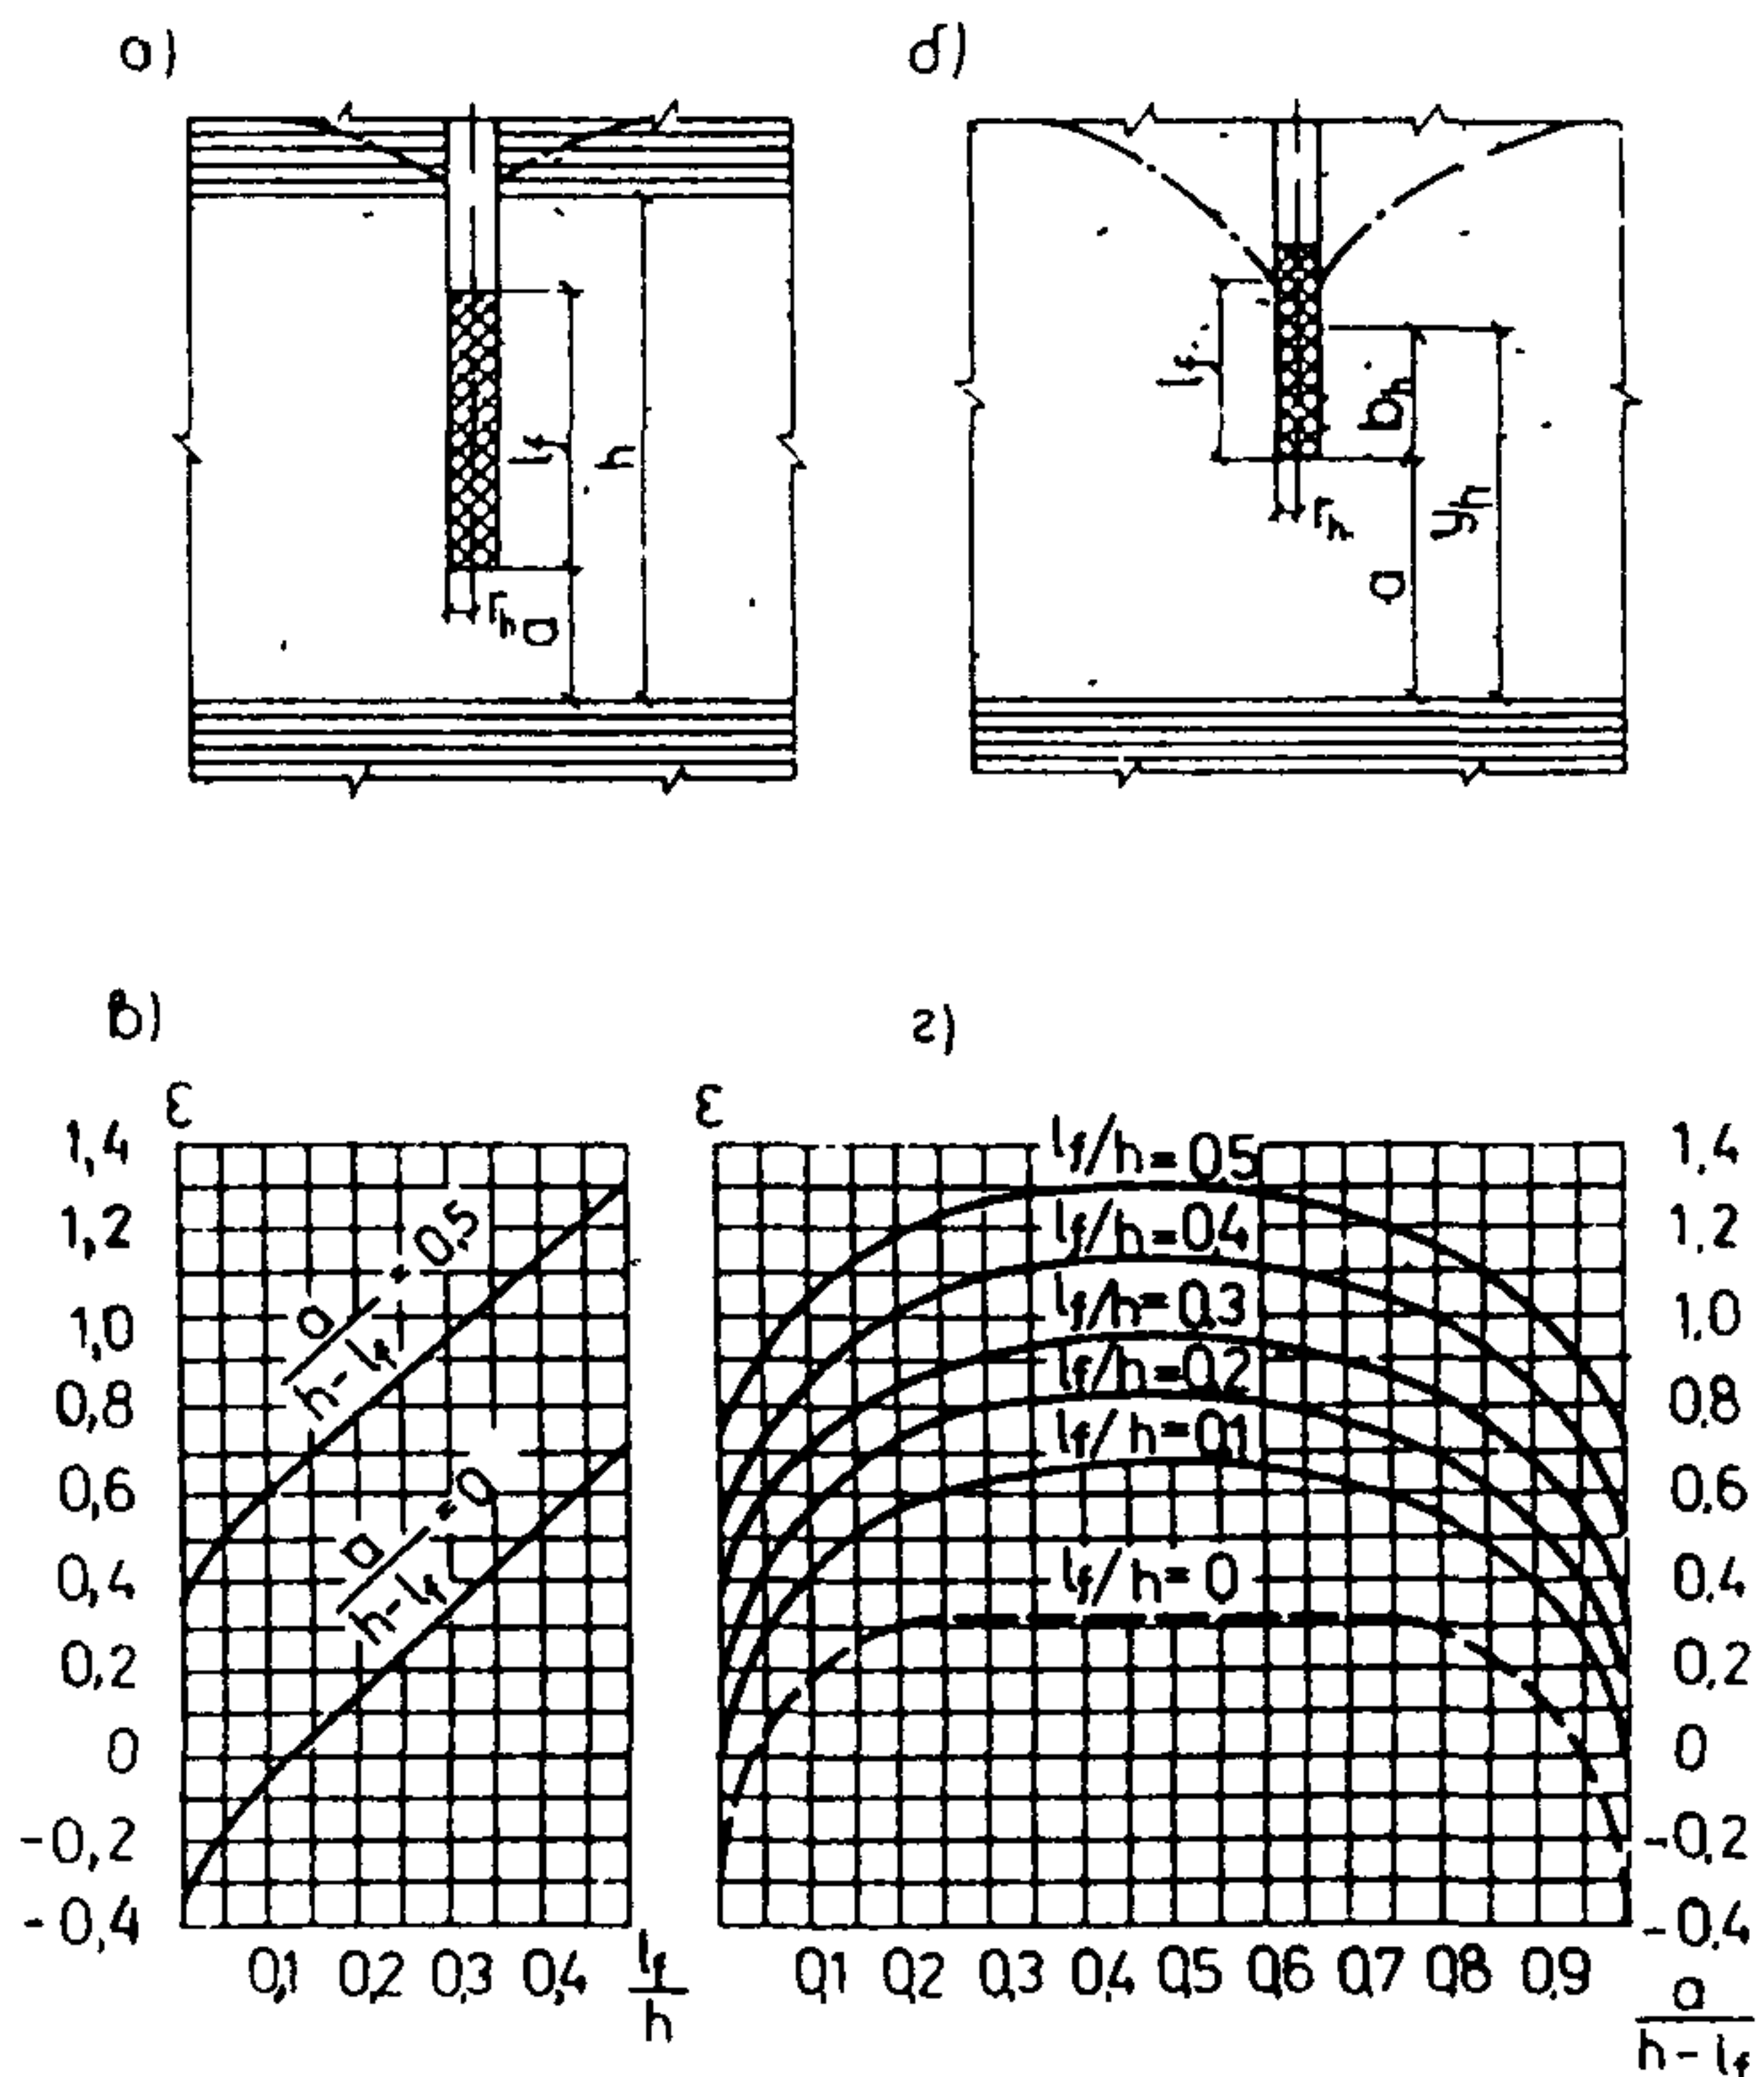 а)
l_f
h
r_h
a
б)
l_f
b_h
r_h
y_h
a
в)
ε
1,4
1,2
1,0
0,8
0,6
0,4
0,2
0
-0,2
-0,4
a/(h-l_f) = 0,5
a/(h-l_f) = 0
0,1 0,2 0,3 0,4 l_f/h
г)
ε
l_f/h = 0,5
l_f/h = 0,4
l_f/h = 0,3
l_f/h = 0,2
l_f/h = 0,1
l_f/h = 0
1,4
1,2
1,0
0,8
0,6
0,4
0,2
0
-0,2
-0,4
0,1 0,2 0,3 0,4 0,5 0,6 0,7 0,8 0,9
a/(h-l_f)